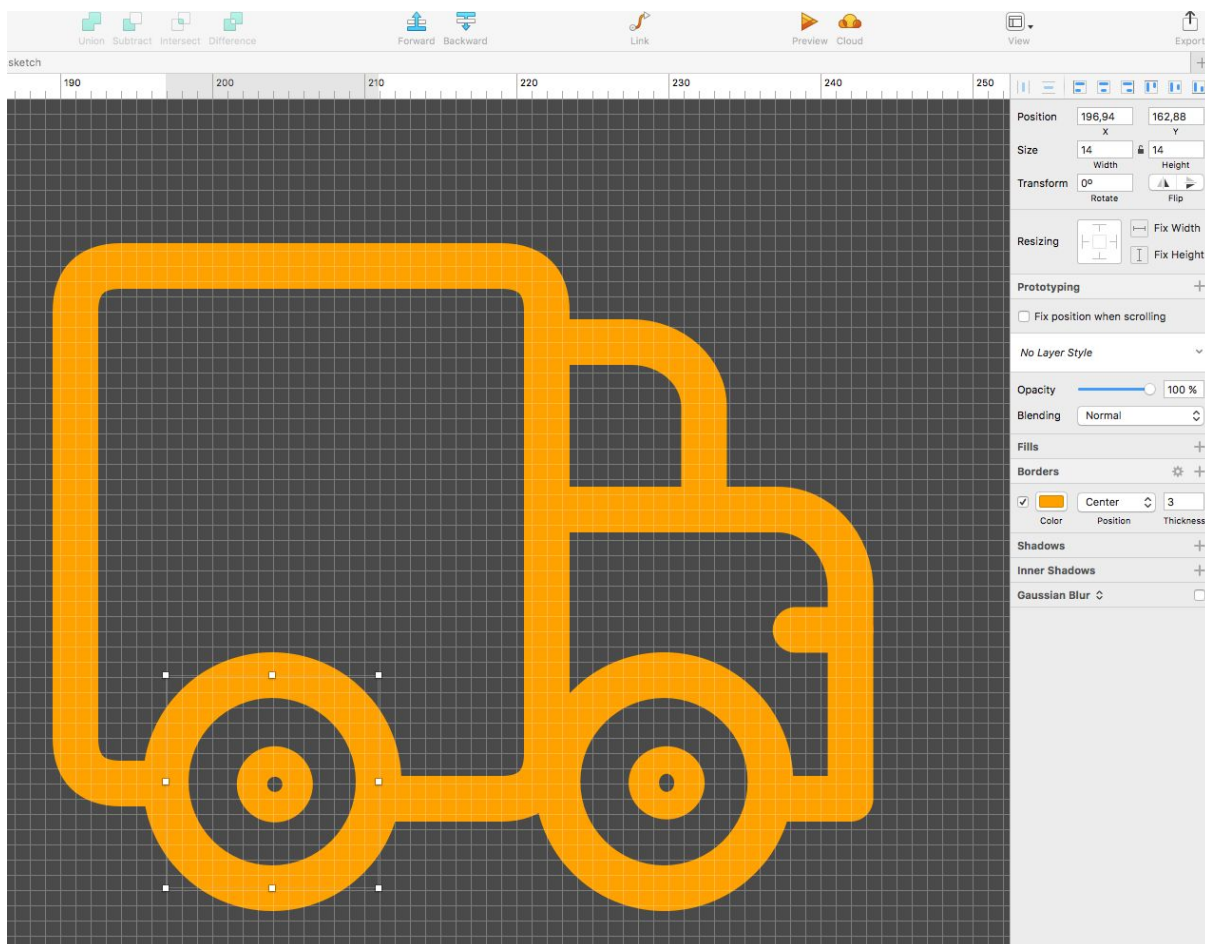 Union Subtract Intersect Difference Forward Backward Link Preview Cloud View Export
sketch
190 200 210 220 230 240 250
Position 196,94 162,88
X Y
Size 14 14
Width Height
Transform 0º
Rotate Flip
Resizing Fix Width
Fix Height
Prototyping
Fix position when scrolling
No Layer Style
Opacity 100 %
Blending Normal
Fills
Borders
Center 3
Color Position Thickness
Shadows
Inner Shadows
Gaussian Blur